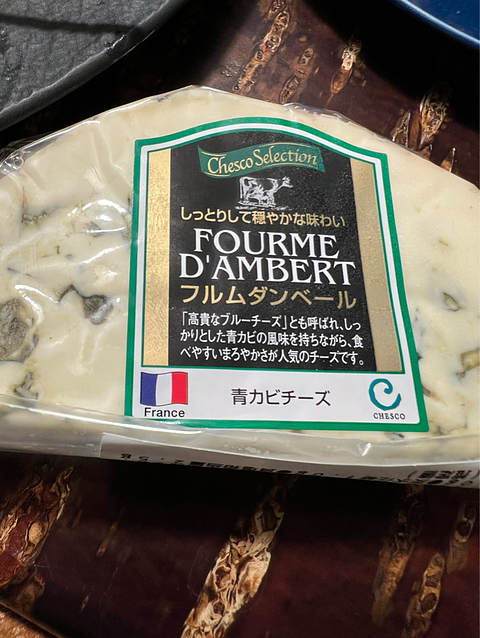 Chesco Selection
しっとりして穏やかな味わい
FOURME
D'AMBERT
フルムダンベール
「高貴なブルーチーズ」とも呼ばれ、しっ
かりとした青カビの風味を持ちながら、食
べやすいまろやかさが人気のチーズです。
France
青カビチーズ
CHESCO